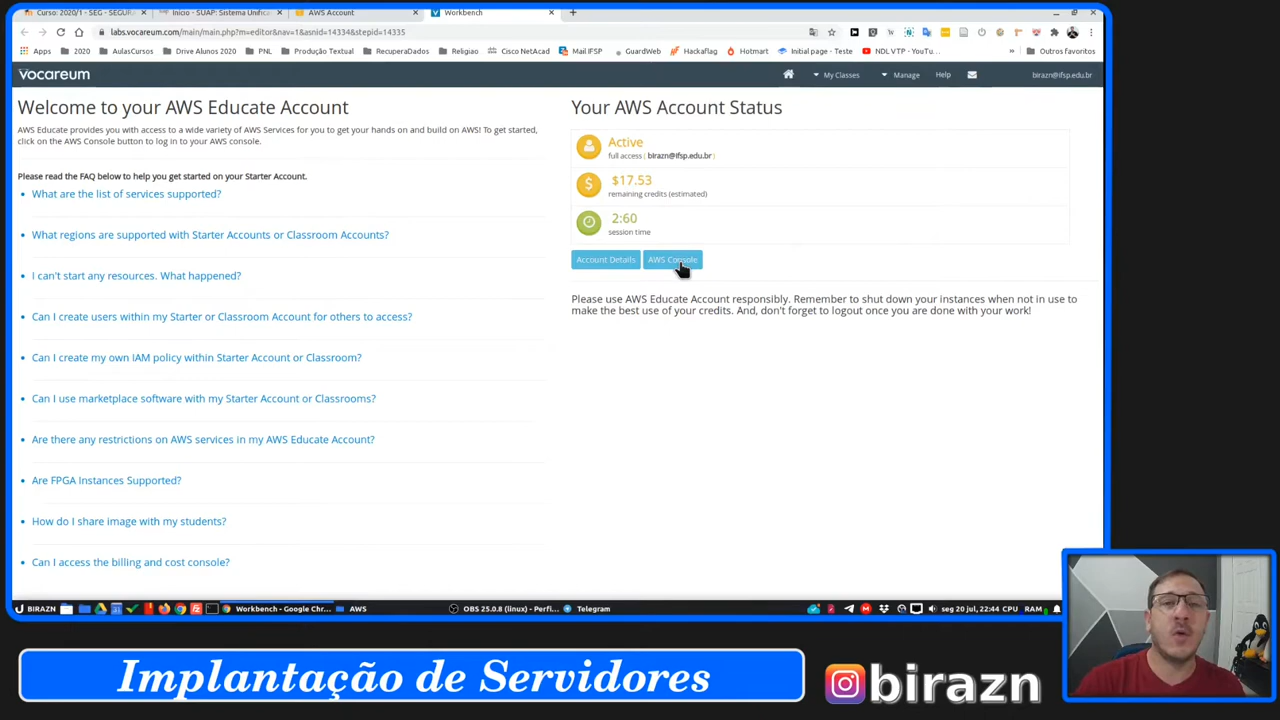 Curso: 2020/1 - SEG - SEGUR
Início - SUAP: Sistema Unific
AWS Account
Workbench
labs.vocareum.com/main/main.php?m=editor&nav=1&asnid=14334&stepid=14335
Apps
2020
AulasCursos
Drive Alunos 2020
PNL
Produção Textual
RecuperaDados
Religiao
Cisco NetAcad
Mail IFSP
GuardWeb
Hackaflag
Hotmart
Initial page - Teste
NDL VTP - YouTu...
»
Outros favoritos
vocareum
My Classes
Manage
Help
birazn@ifsp.edu.br
Welcome to your AWS Educate Account
AWS Educate provides you with access to a wide variety of AWS Services for you to get your hands on and build on AWS! To get started,
click on the AWS Console button to log in to your AWS console.
Please read the FAQ below to help you get started on your Starter Account.
• What are the list of services supported?
• What regions are supported with Starter Accounts or Classroom Accounts?
• I can't start any resources. What happened?
• Can I create users within my Starter or Classroom Account for others to access?
• Can I create my own IAM policy within Starter Account or Classroom?
• Can I use marketplace software with my Starter Account or Classrooms?
• Are there any restrictions on AWS services in my AWS Educate Account?
• Are FPGA Instances Supported?
• How do I share image with my students?
• Can I access the billing and cost console?
Your AWS Account Status
Active
full access ( birazn@ifsp.edu.br )
$17.53
remaining credits (estimated)
2:60
session time
Account Details
AWS Console
Please use AWS Educate Account responsibly. Remember to shut down your instances when not in use to
make the best use of your credits. And, don't forget to logout once you are done with your work!
BIRAZN
Workbench - Google Chr...
AWS
OBS 25.0.8 (linux) - Perfi...
Telegram
seg 20 jul, 22:44
CPU
RAM
Implantação de Servidores
birazn